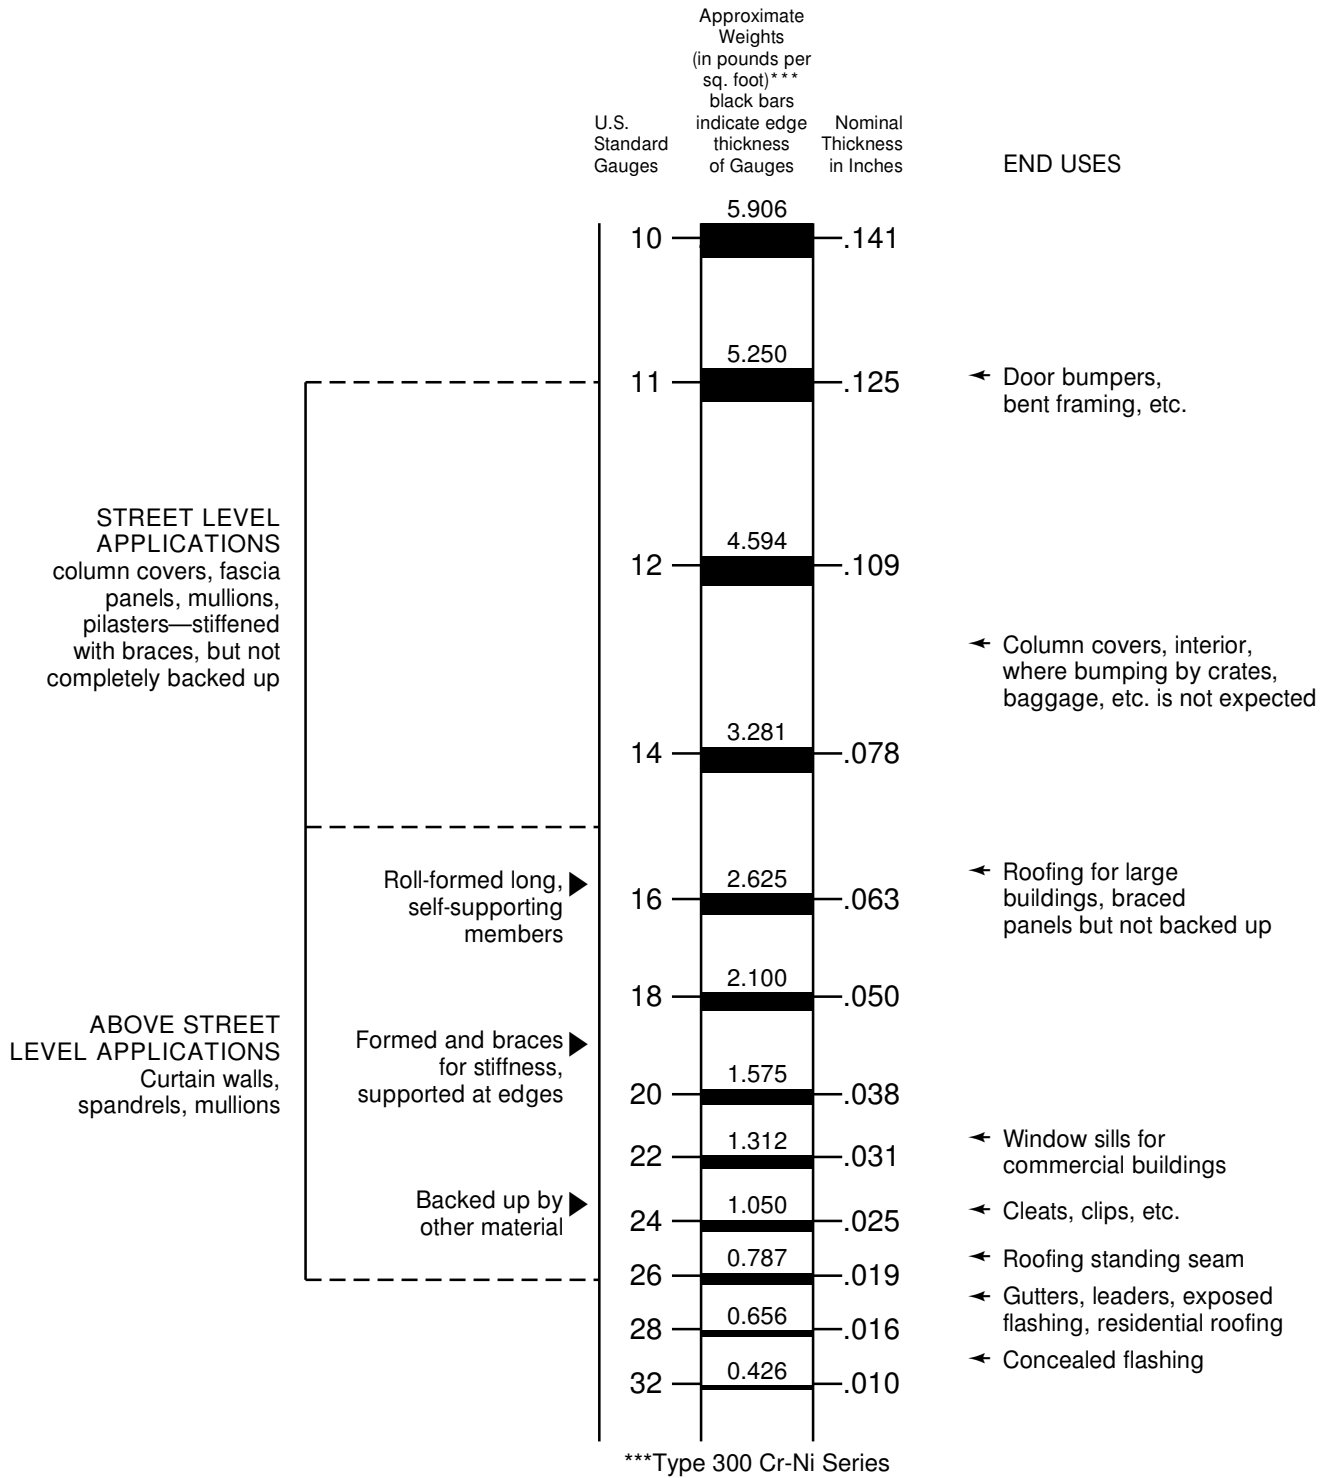 Approximate
Weights
(in pounds per
sq. foot)***
black bars
indicate edge
thickness
of Gauges
U.S.
Standard
Gauges
Nominal
Thickness
in Inches
END USES
5.906
10
.141
5.250
11
.125
Door bumpers,
bent framing, etc.
STREET LEVEL
APPLICATIONS
column covers, fascia
panels, mullions,
pilasters—stiffened
with braces, but not
completely backed up
4.594
12
.109
Column covers, interior,
where bumping by crates,
baggage, etc. is not expected
3.281
14
.078
Roll-formed long,
self-supporting
members
2.625
16
.063
Roofing for large
buildings, braced
panels but not backed up
2.100
18
.050
ABOVE STREET
LEVEL APPLICATIONS
Curtain walls,
spandrels, mullions
Formed and braces
for stiffness,
supported at edges
1.575
20
.038
1.312
22
.031
Window sills for
commercial buildings
Backed up by
other material
1.050
24
.025
Cleats, clips, etc.
0.787
26
.019
Roofing standing seam
0.656
28
.016
Gutters, leaders, exposed
flashing, residential roofing
0.426
32
.010
Concealed flashing
***Type 300 Cr-Ni Series